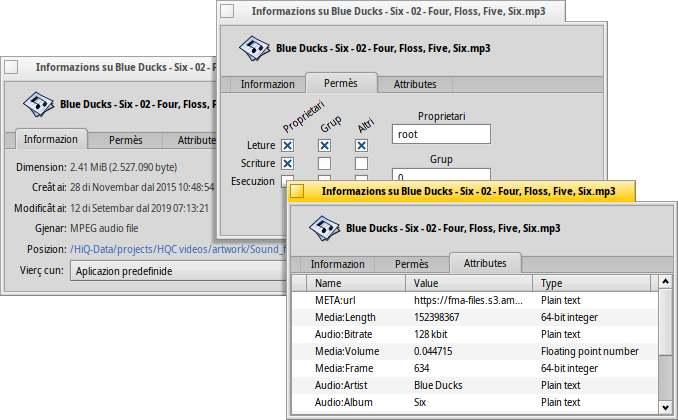 Informazions su Blue Ducks - Six - 02 - Four, Floss, Five, Six.mp3
Blue Ducks - Six - 02 - Four, Floss, Five, Six.mp3
Informazion Permès Attributes
Proprietari Grup Altri
Leture
Scriture
Esecuzion
Proprietari
root
Grup
0
Informazions su Blue Ducks - Six - 02 - F
Blue Ducks - Six - 02 - Four, Floss, F
Informazion Permès Attribute
Dimension: 2.41 MiB (2.527.090 byte)
Creât ai: 28 di Novembar dal 2015 10:48:54
Modificât ai: 12 di Setembar dal 2019 07:13:21
Gjenar: MPEG audio file
Posizion: /HiQ-Data/projects/HQC videos/artwork/Sound_f
Vierç cun: Aplicazion predefinide
Informazions su Blue Ducks - Six - 02 - Four, Floss, Five, Six.mp3
Blue Ducks - Six - 02 - Four, Floss, Five, Six.mp3
Informazion Permès Attributes
Name Value Type
META:url https://fma-files.s3.am... Plain text
Media:Length 152398367 64-bit integer
Audio:Bitrate 128 kbit Plain text
Media:Volume 0.044715 Floating point number
Media:Frame 634 64-bit integer
Audio:Artist Blue Ducks Plain text
Audio:Album Six Plain text